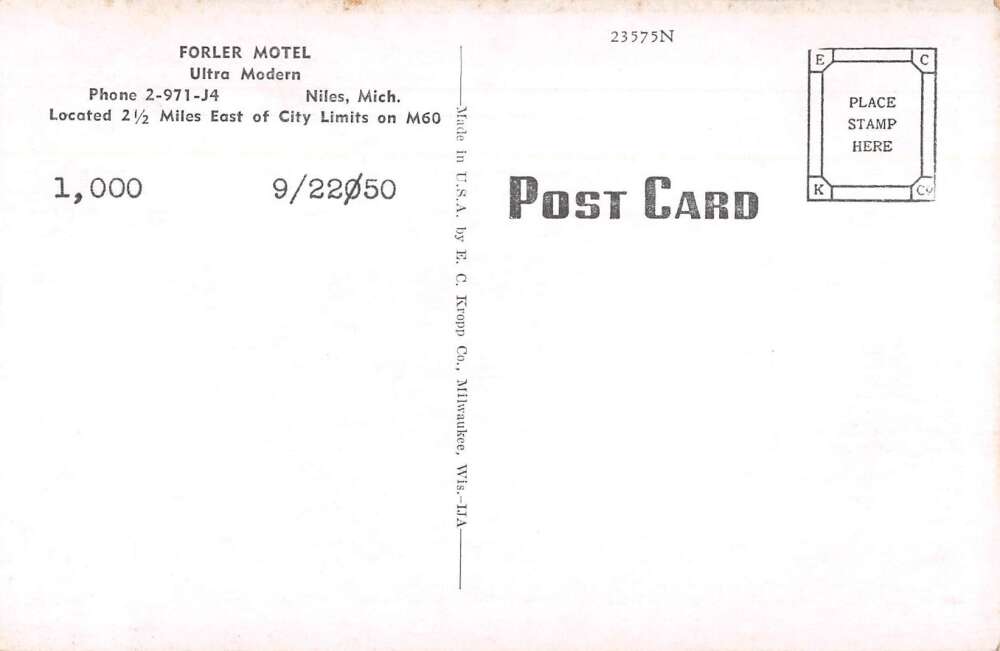 FORLER MOTEL
Ultra Modern
Phone 2-971-J4 Niles, Mich.
Located 2½ Miles East of City Limits on M60
1,000 9/22Ø50
Made in U.S.A. by E. C. Kropp Co., Milwaukee, Wis.—IJA
23575N
POST CARD
E C
PLACE
STAMP
HERE
K Co